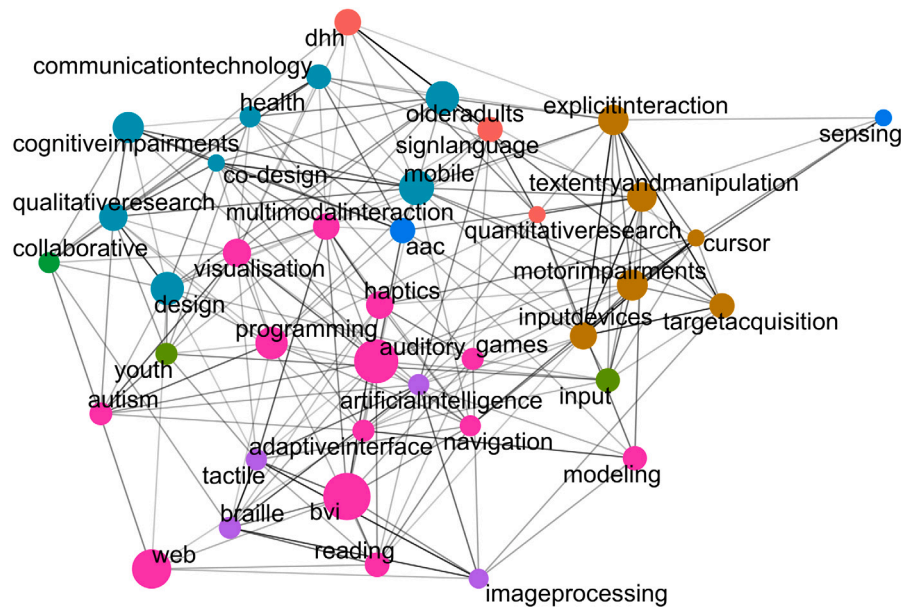 dhh
communicationtechnology
health
olderadults
explicitinteraction
sensing
cognitiveimpairments
signlanguage
co-design
mobile
textentryandmanipulation
qualitativeresearch
multimodalinteraction
quantitativeresearch
cursor
collaborative
visualisation
aac
motorimpairments
design
haptics
inputdevices
targetacquisition
programming
auditory
games
youth
autism
artificialintelligence
input
adaptiveinterface
navigation
tactile
modeling
braille
bvi
web
reading
imageprocessing